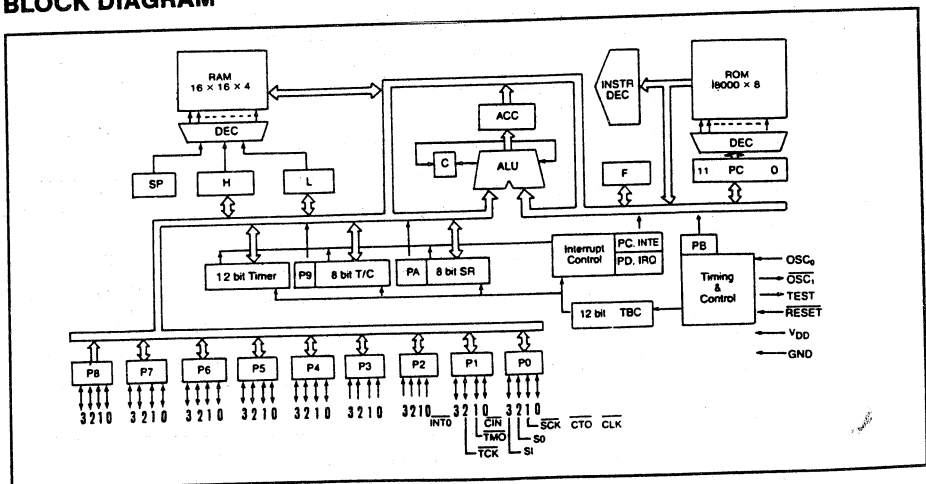 BLOCK DIAGRAM
RAM
16 × 16 × 4
DEC
SP
H
L
ACC
C
ALU
INSTR
DEC
ROM
8000 × 8
DEC
11 PC 0
F
12 bit Timer
P9
8 bit T/C
PA
8 bit SR
Interrupt
Control
PC. INTE
PD. IRQ
PB
Timing
&
Control
12 bit TBC
OSC₀
OSC₁
TEST
RESET
VDD
GND
P8
P7
P6
P5
P4
P3
P2
P1
P0
3210
3210
3210
3210
3210
3210
3210
3210
3210
INT0
CIN
TMO
TCK
SCK CTO CLK
S0
SI